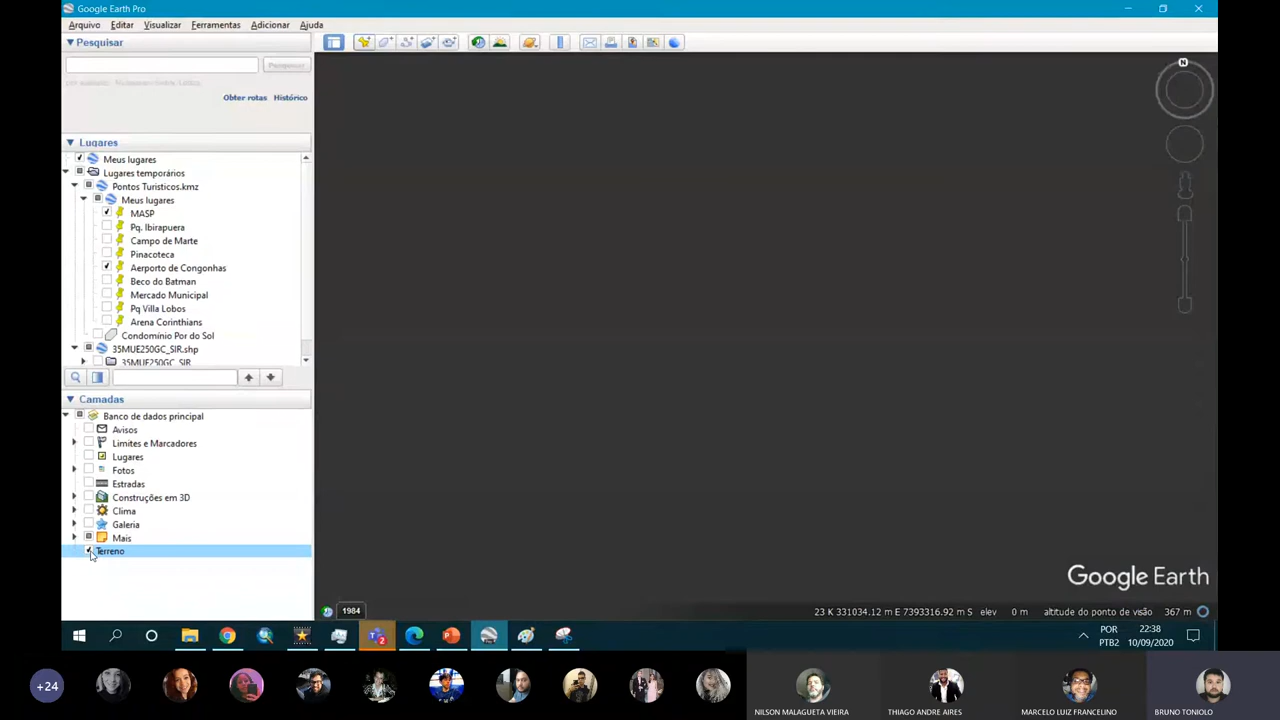 Google Earth Pro
Arquivo Editar Visualizar Ferramentas Adicionar Ajuda
Pesquisar
Pesquisar
Obter rotas Histórico
Lugares
Meus lugares
Lugares temporários
Pontos Turisticos.kmz
Meus lugares
MASP
Pq. Ibirapuera
Campo de Marte
Pinacoteca
Aerporto de Congonhas
Beco do Batman
Mercado Municipal
Pq Villa Lobos
Arena Corinthians
Condomínio Por do Sol
35MUE250GC_SIR.shp
35MUE250GC_SIR
Camadas
Banco de dados principal
Avisos
Limites e Marcadores
Lugares
Fotos
Estradas
Construções em 3D
Clima
Galeria
Mais
Terreno
N
Google Earth
1984
23 K 331034.12 m E 7393316.92 m S elev 0 m altitude do ponto de visão 367 m
2
POR
PTB2
22:38
10/09/2020
+24
NILSON MALAGUETA VIEIRA
THIAGO ANDRE AIRES
MARCELO LUIZ FRANCELINO
BRUNO TONIOLO